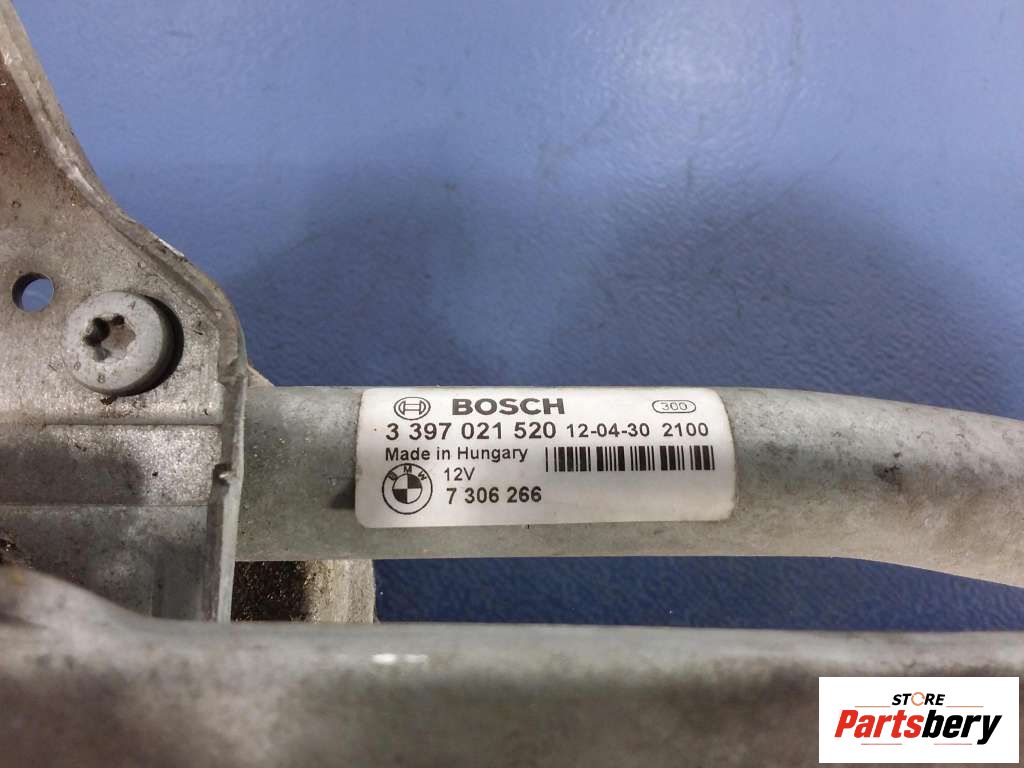 BOSCH 300
3 397 021 520 12-04-30 2100
Made in Hungary
BMW 12V
7 306 266
STORE
Partsbery